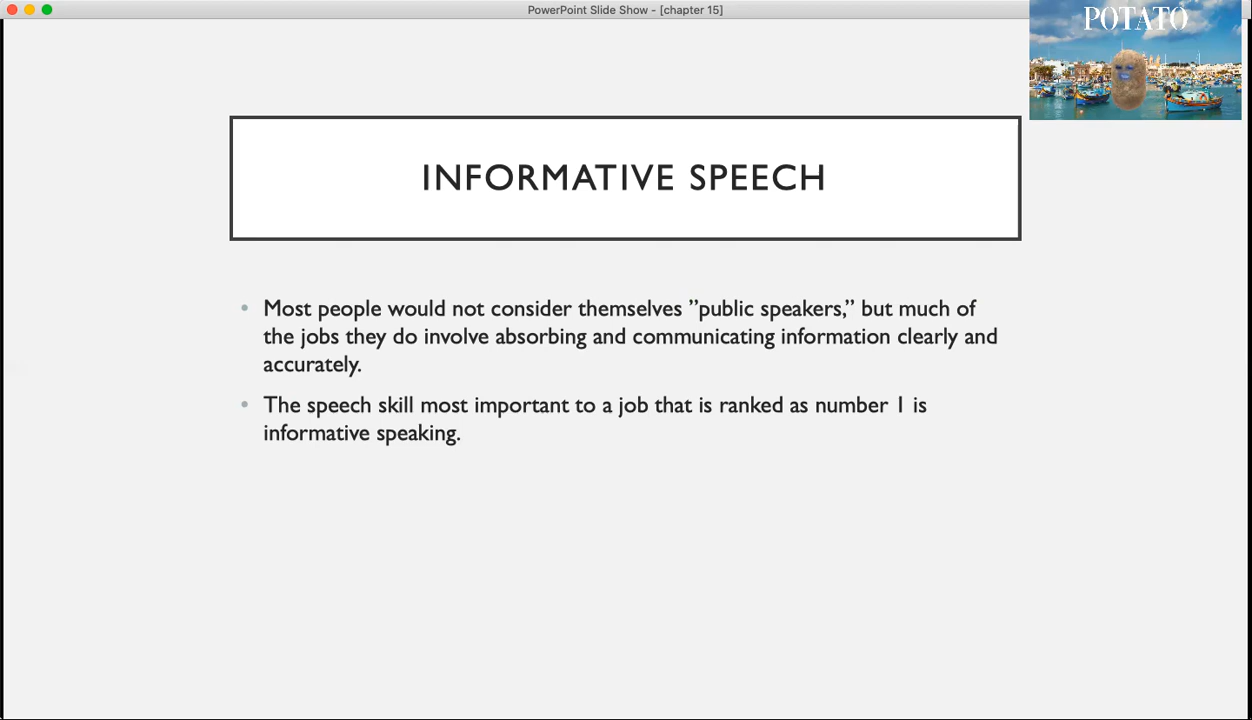 PowerPoint Slide Show - [chapter 15]
POTATO
INFORMATIVE SPEECH
• Most people would not consider themselves ”public speakers,” but much of
the jobs they do involve absorbing and communicating information clearly and
accurately.
• The speech skill most important to a job that is ranked as number 1 is
informative speaking.